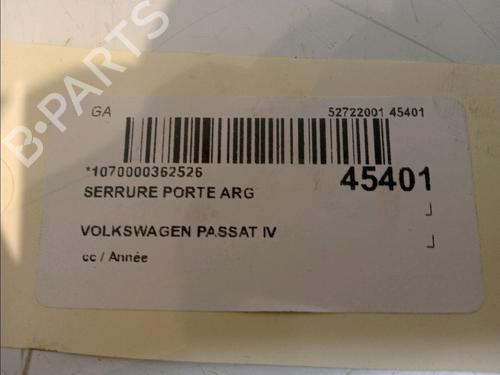 GA
52722001 45401
*1070000362526
45401
SERRURE PORTE ARG
VOLKSWAGEN PASSAT IV
cc / Année
B-PARTS